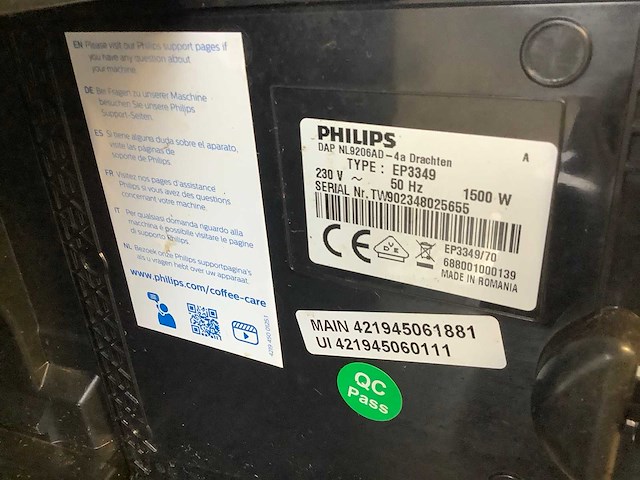 EN Please visit our Philips support pages if
you have any question about
your machine.
DE Bei Fragen zu unserer Maschine
besuchen Sie unsere Philips
Support-Seiten.
ES Si tiene alguna duda sobre el aparato,
visite las páginas de
soporte de Philips.
FR Visitez nos pages d'assistance
Philips si vous avez des questions
concernant votre machine.
IT Per qualsiasi domanda riguardo alla
macchina è possibile visitare le pagine
di supporto Philips.
NL Bezoek onze Philips supportpagina's
als u vragen hebt over uw apparaat.
www.philips.com/coffee-care
PHILIPS
DAP NL9206AD-4a Drachten A
TYPE : EP3349
230 V ~ 50 Hz 1500 W
SERIAL Nr. TW902348025655
CE
VDE
EP3349/70
688001000139
MADE IN ROMANIA
MAIN 421945061881
UI 421945060111
QC
Pass